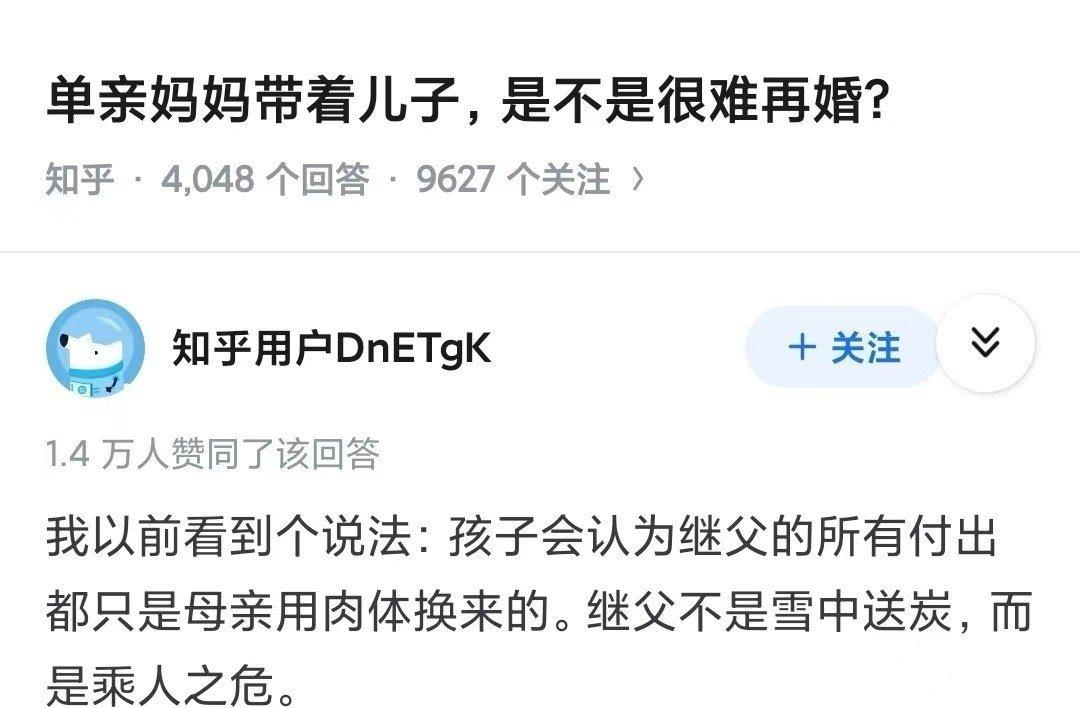 单亲妈妈带着儿子，是不是很难再婚？
知乎 · 4,048 个回答 · 9627 个关注 >
知乎用户DnETgK
+ 关注
1.4 万人赞同了该回答
我以前看到个说法：孩子会认为继父的所有付出
都只是母亲用肉体换来的。继父不是雪中送炭，而
是乘人之危。